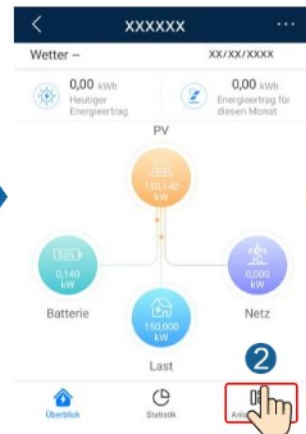 xxxxxx
Wetter --
XX/XX/XXXX
0,00 kWh
Heutiger
Energieertrag
0,00 kWh
Energieertrag für
diesen Monat
PV
150,140
kW
50%
0,140
kW
0,000
kW
Batterie
Netz
150,000
kW
Last
2
Überblick
Statistik